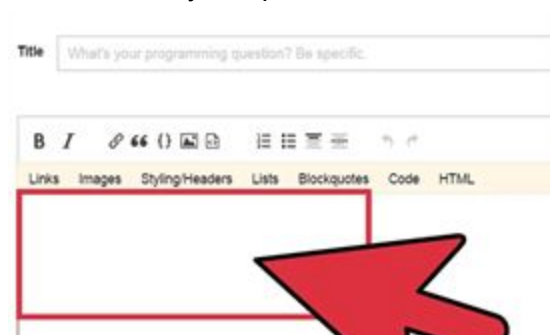 Title What's your programming question? Be specific.
B I
Links Images Styling/Headers Lists Blockquotes Code HTML